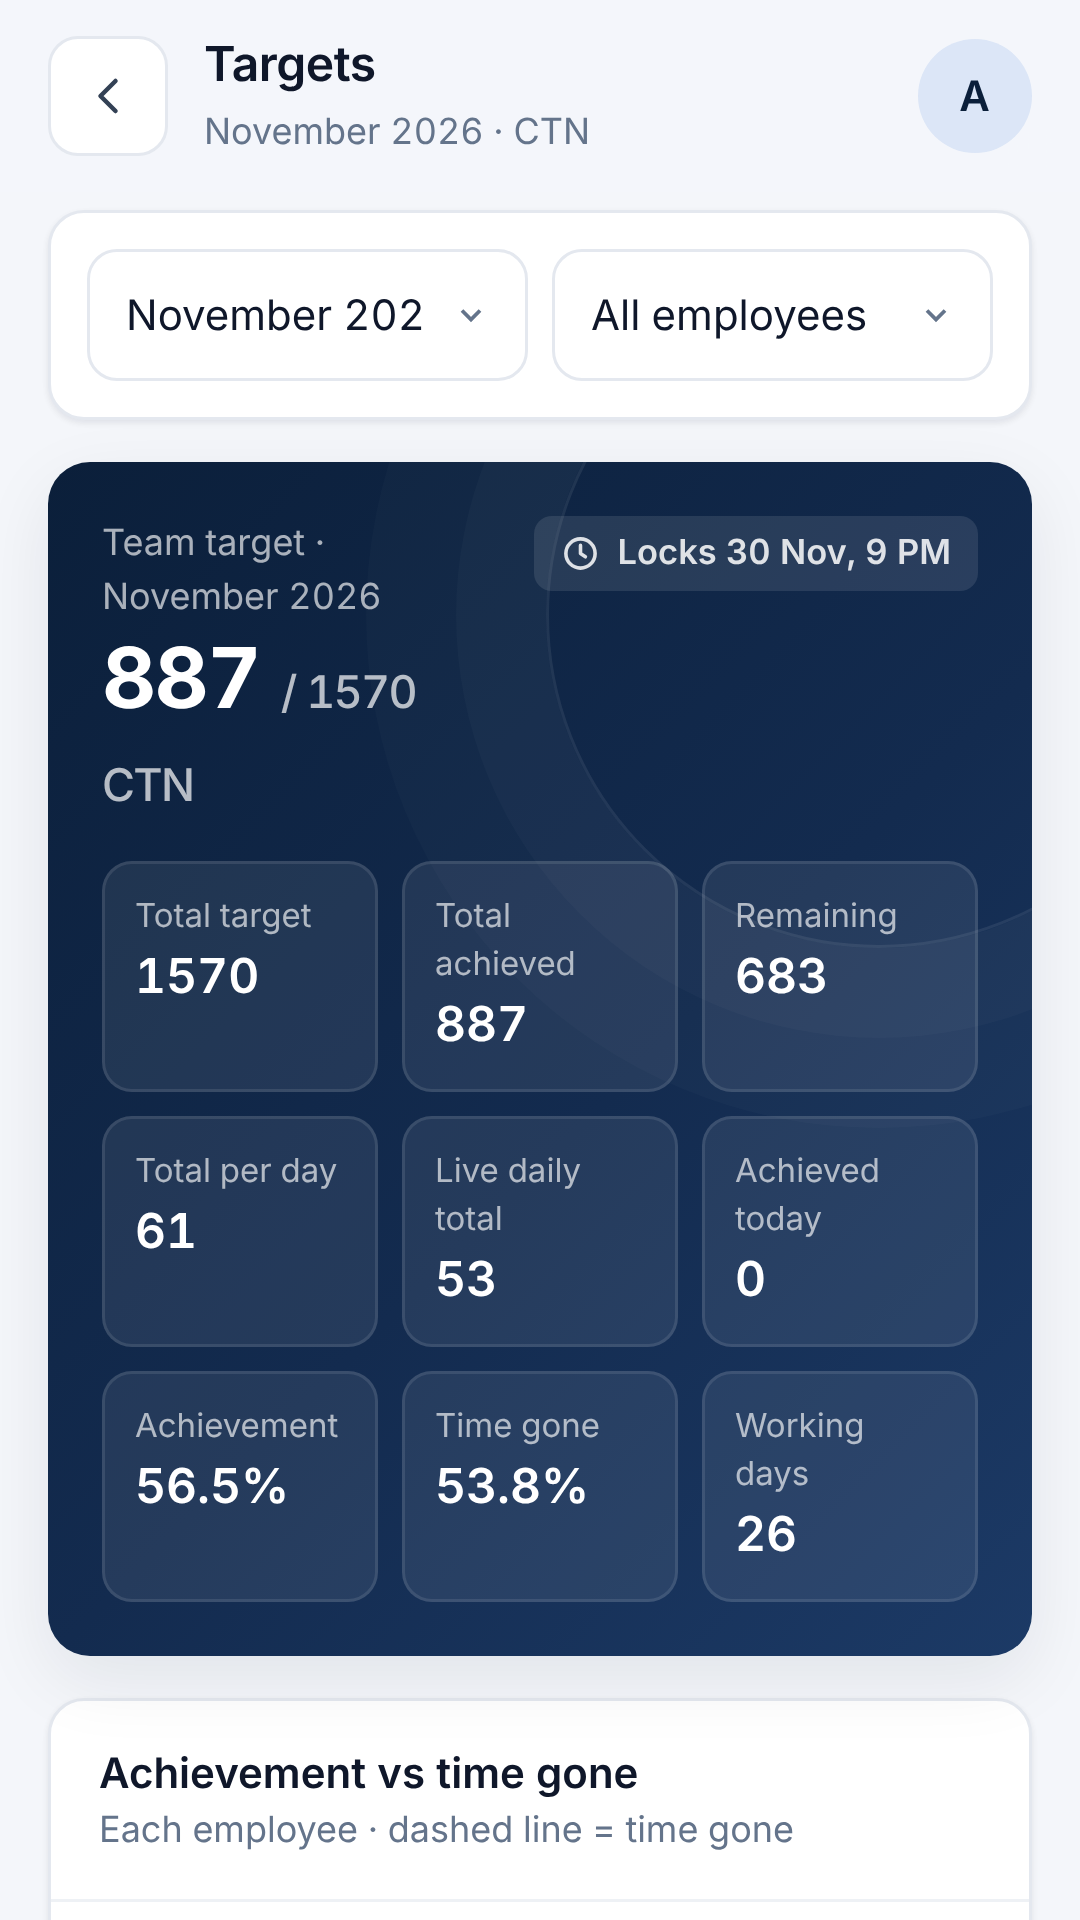 Targets
November 2026 · CTN
A
November 202
All employees
Team target ·
November 2026
Locks 30 Nov, 9 PM
887 / 1570
CTN
Total target
1570
Total
achieved
887
Remaining
683
Total per day
61
Live daily
total
53
Achieved
today
0
Achievement
56.5%
Time gone
53.8%
Working
days
26
Achievement vs time gone
Each employee · dashed line = time gone